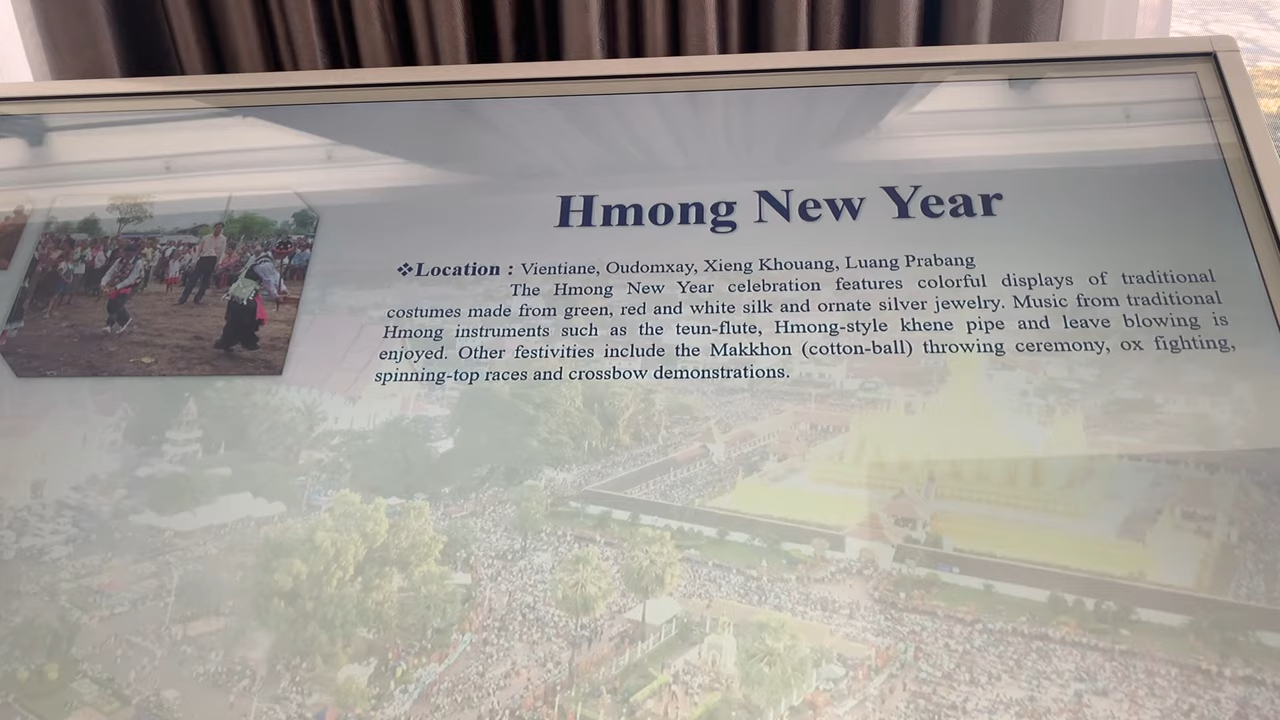 Hmong New Year
❖Location : Vientiane, Oudomxay, Xieng Khouang, Luang Prabang
The Hmong New Year celebration features colorful displays of traditional
costumes made from green, red and white silk and ornate silver jewelry. Music from traditional
Hmong instruments such as the teun-flute, Hmong-style khene pipe and leave blowing is
enjoyed. Other festivities include the Makkhon (cotton-ball) throwing ceremony, ox fighting,
spinning-top races and crossbow demonstrations.